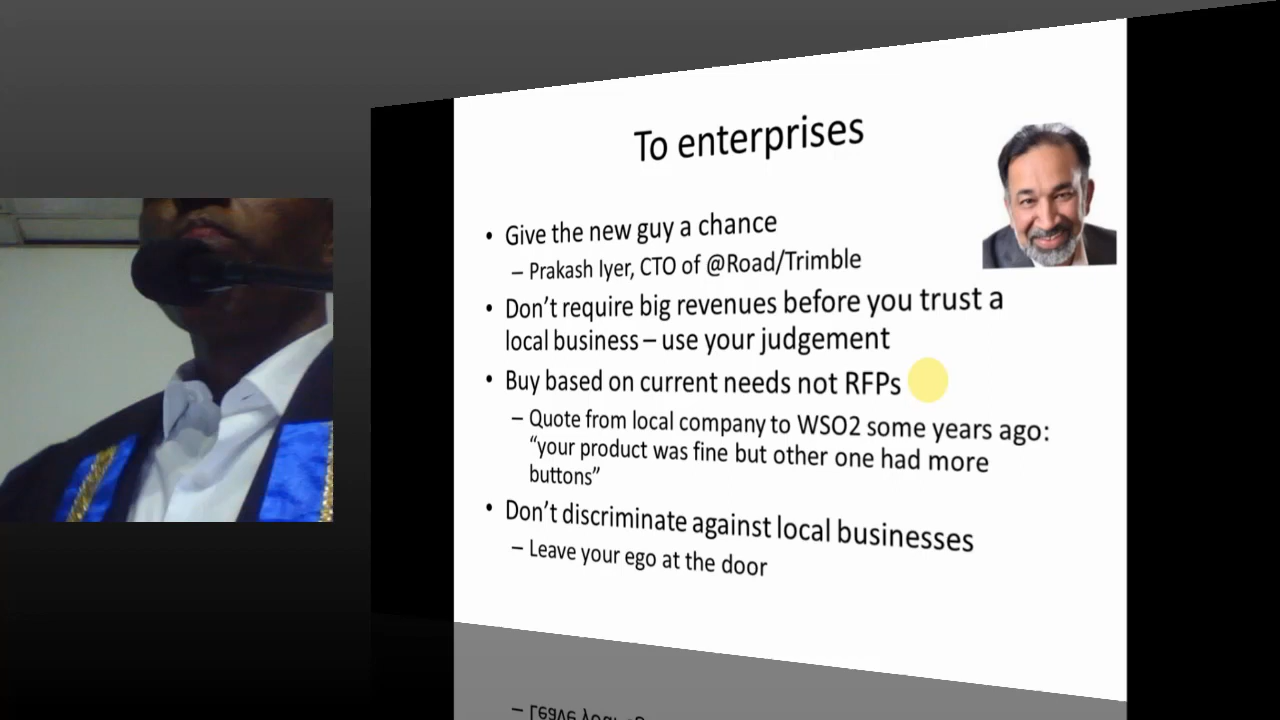 To enterprises
• Give the new guy a chance
– Prakash Iyer, CTO of @Road/Trimble
• Don't require big revenues before you trust a
local business – use your judgement
• Buy based on current needs not RFPs
– Quote from local company to WSO2 some years ago:
“your product was fine but other one had more
buttons”
• Don't discriminate against local businesses
– Leave your ego at the door